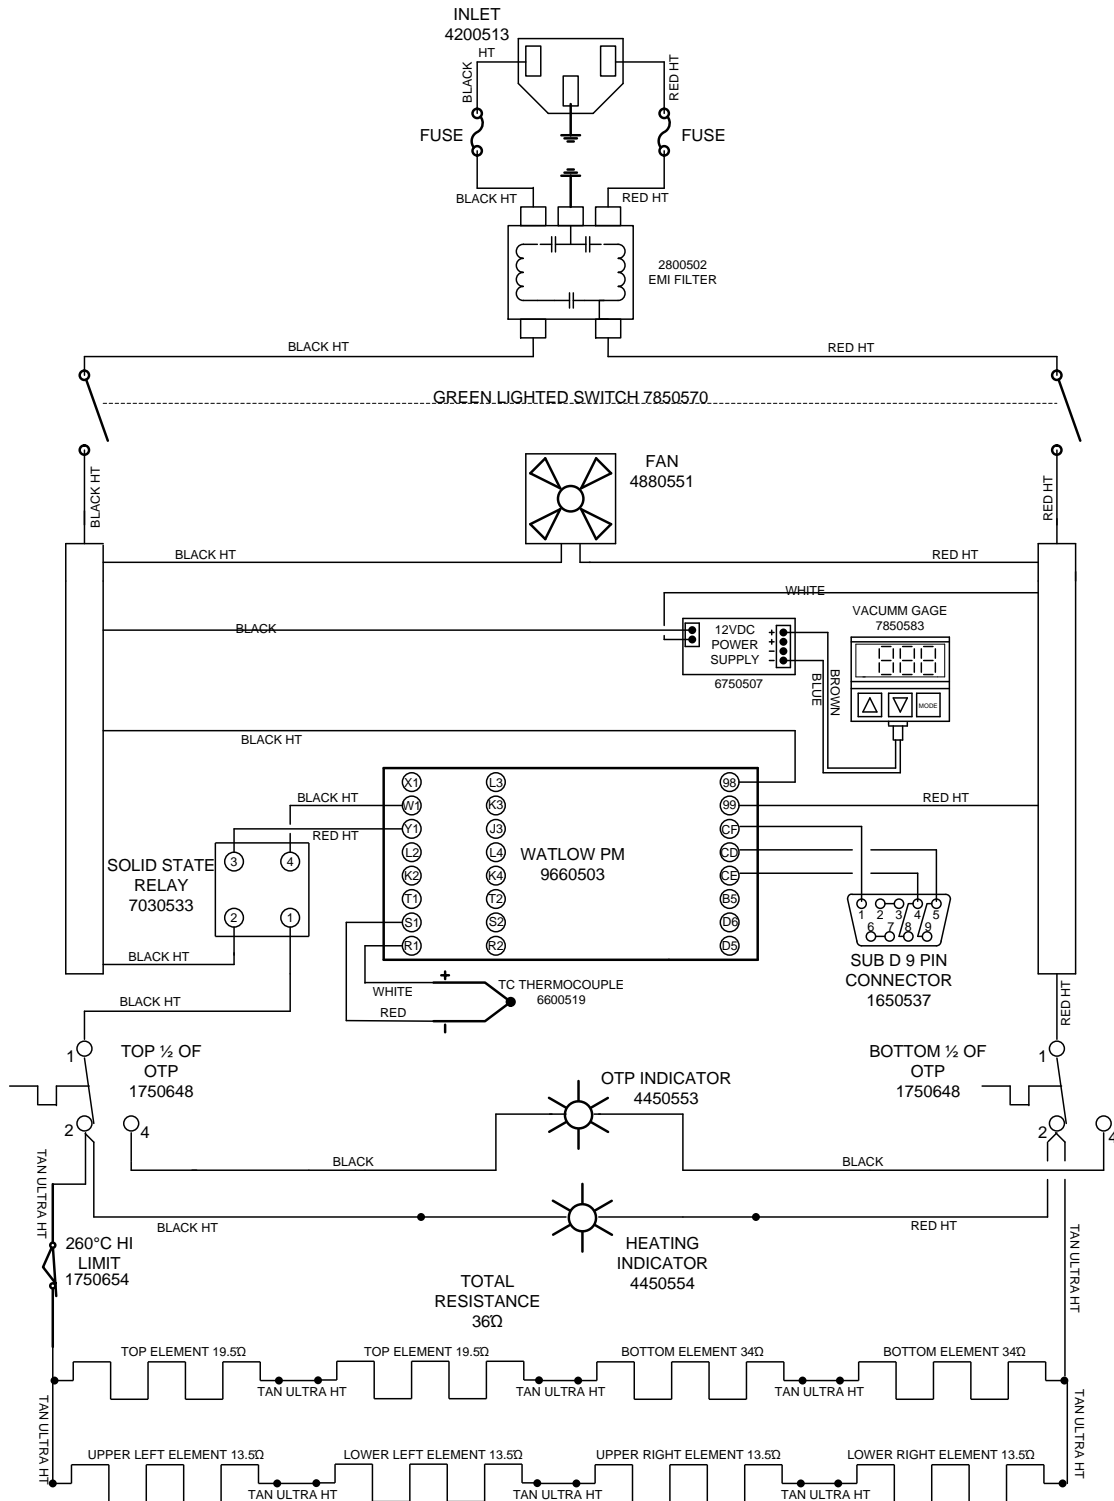 INLET
4200513
HT
BLACK
RED HT
FUSE
FUSE
BLACK HT
RED HT
2800502
EMI FILTER
BLACK HT
RED HT
GREEN LIGHTED SWITCH 7850570
BLACK HT
RED HT
FAN
4880551
BLACK HT
RED HT
WHITE
BLACK
12VDC
POWER
SUPPLY
+
+
-
-
6750507
BLUE
BROWN
VACUMM GAGE
7850583
888
MODE
BLACK HT
X1
W1
Y1
L2
K2
T1
S1
R1
L3
K3
J3
L4
K4
T2
S2
R2
98
99
CF
CD
CE
B5
D6
D5
WATLOW PM
9660503
BLACK HT
RED HT
RED HT
SOLID STATE
RELAY
7030533
3
4
2
1
BLACK HT
BLACK HT
1
2
3
4
5
6
7
8
9
SUB D 9 PIN
CONNECTOR
1650537
+
TC THERMOCOUPLE
6600519
WHITE
RED
-
RED HT
1
TOP ½ OF
OTP
1750648
2
4
BOTTOM ½ OF
OTP
1750648
1
2
4
OTP INDICATOR
4450553
BLACK
BLACK
BLACK HT
RED HT
HEATING
INDICATOR
4450554
TAN ULTRA HT
260°C HI
LIMIT
1750654
TAN ULTRA HT
TOTAL
RESISTANCE
36Ω
TOP ELEMENT 19.5Ω
TOP ELEMENT 19.5Ω
BOTTOM ELEMENT 34Ω
BOTTOM ELEMENT 34Ω
TAN ULTRA HT
TAN ULTRA HT
TAN ULTRA HT
TAN ULTRA HT
TAN ULTRA HT
UPPER LEFT ELEMENT 13.5Ω
LOWER LEFT ELEMENT 13.5Ω
UPPER RIGHT ELEMENT 13.5Ω
LOWER RIGHT ELEMENT 13.5Ω
TAN ULTRA HT
TAN ULTRA HT
TAN ULTRA HT